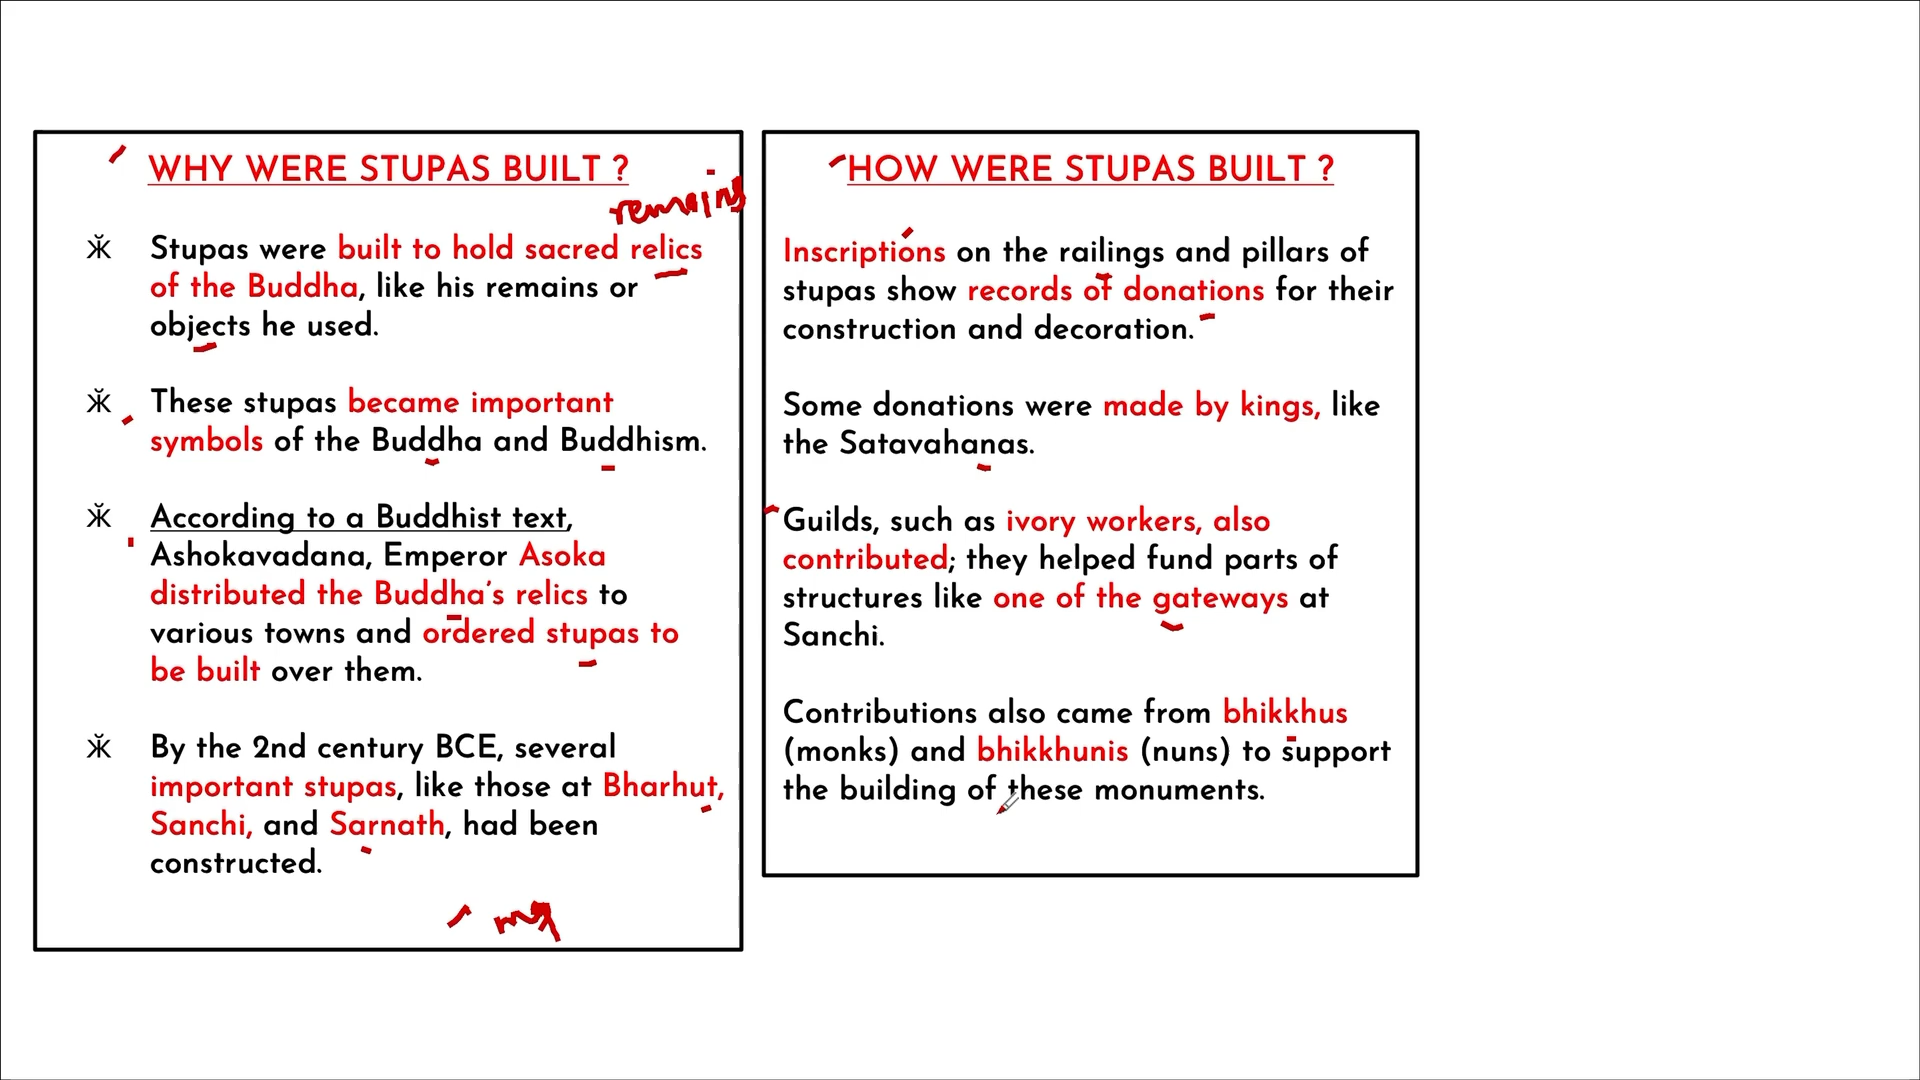 WHY WERE STUPAS BUILT ?
remains
Stupas were built to hold sacred relics
of the Buddha, like his remains or
objects he used.
These stupas became important
symbols of the Buddha and Buddhism.
According to a Buddhist text,
Ashokavadana, Emperor Asoka
distributed the Buddha's relics to
various towns and ordered stupas to
be built over them.
By the 2nd century BCE, several
important stupas, like those at Bharhut,
Sanchi, and Sarnath, had been
constructed.
HOW WERE STUPAS BUILT ?
Inscriptions on the railings and pillars of
stupas show records of donations for their
construction and decoration.
Some donations were made by kings, like
the Satavahanas.
Guilds, such as ivory workers, also
contributed; they helped fund parts of
structures like one of the gateways at
Sanchi.
Contributions also came from bhikkhus
(monks) and bhikkhunis (nuns) to support
the building of these monuments.